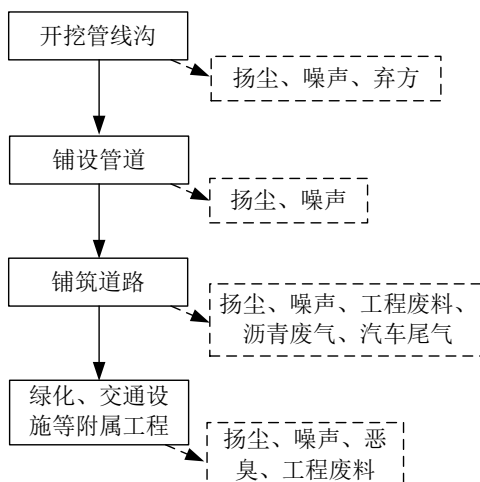 开挖管线沟
扬尘、噪声、弃方
铺设管道
扬尘、噪声
铺筑道路
扬尘、噪声、工程废料、
沥青废气、汽车尾气
绿化、交通设
施等附属工程
扬尘、噪声、恶
臭、工程废料